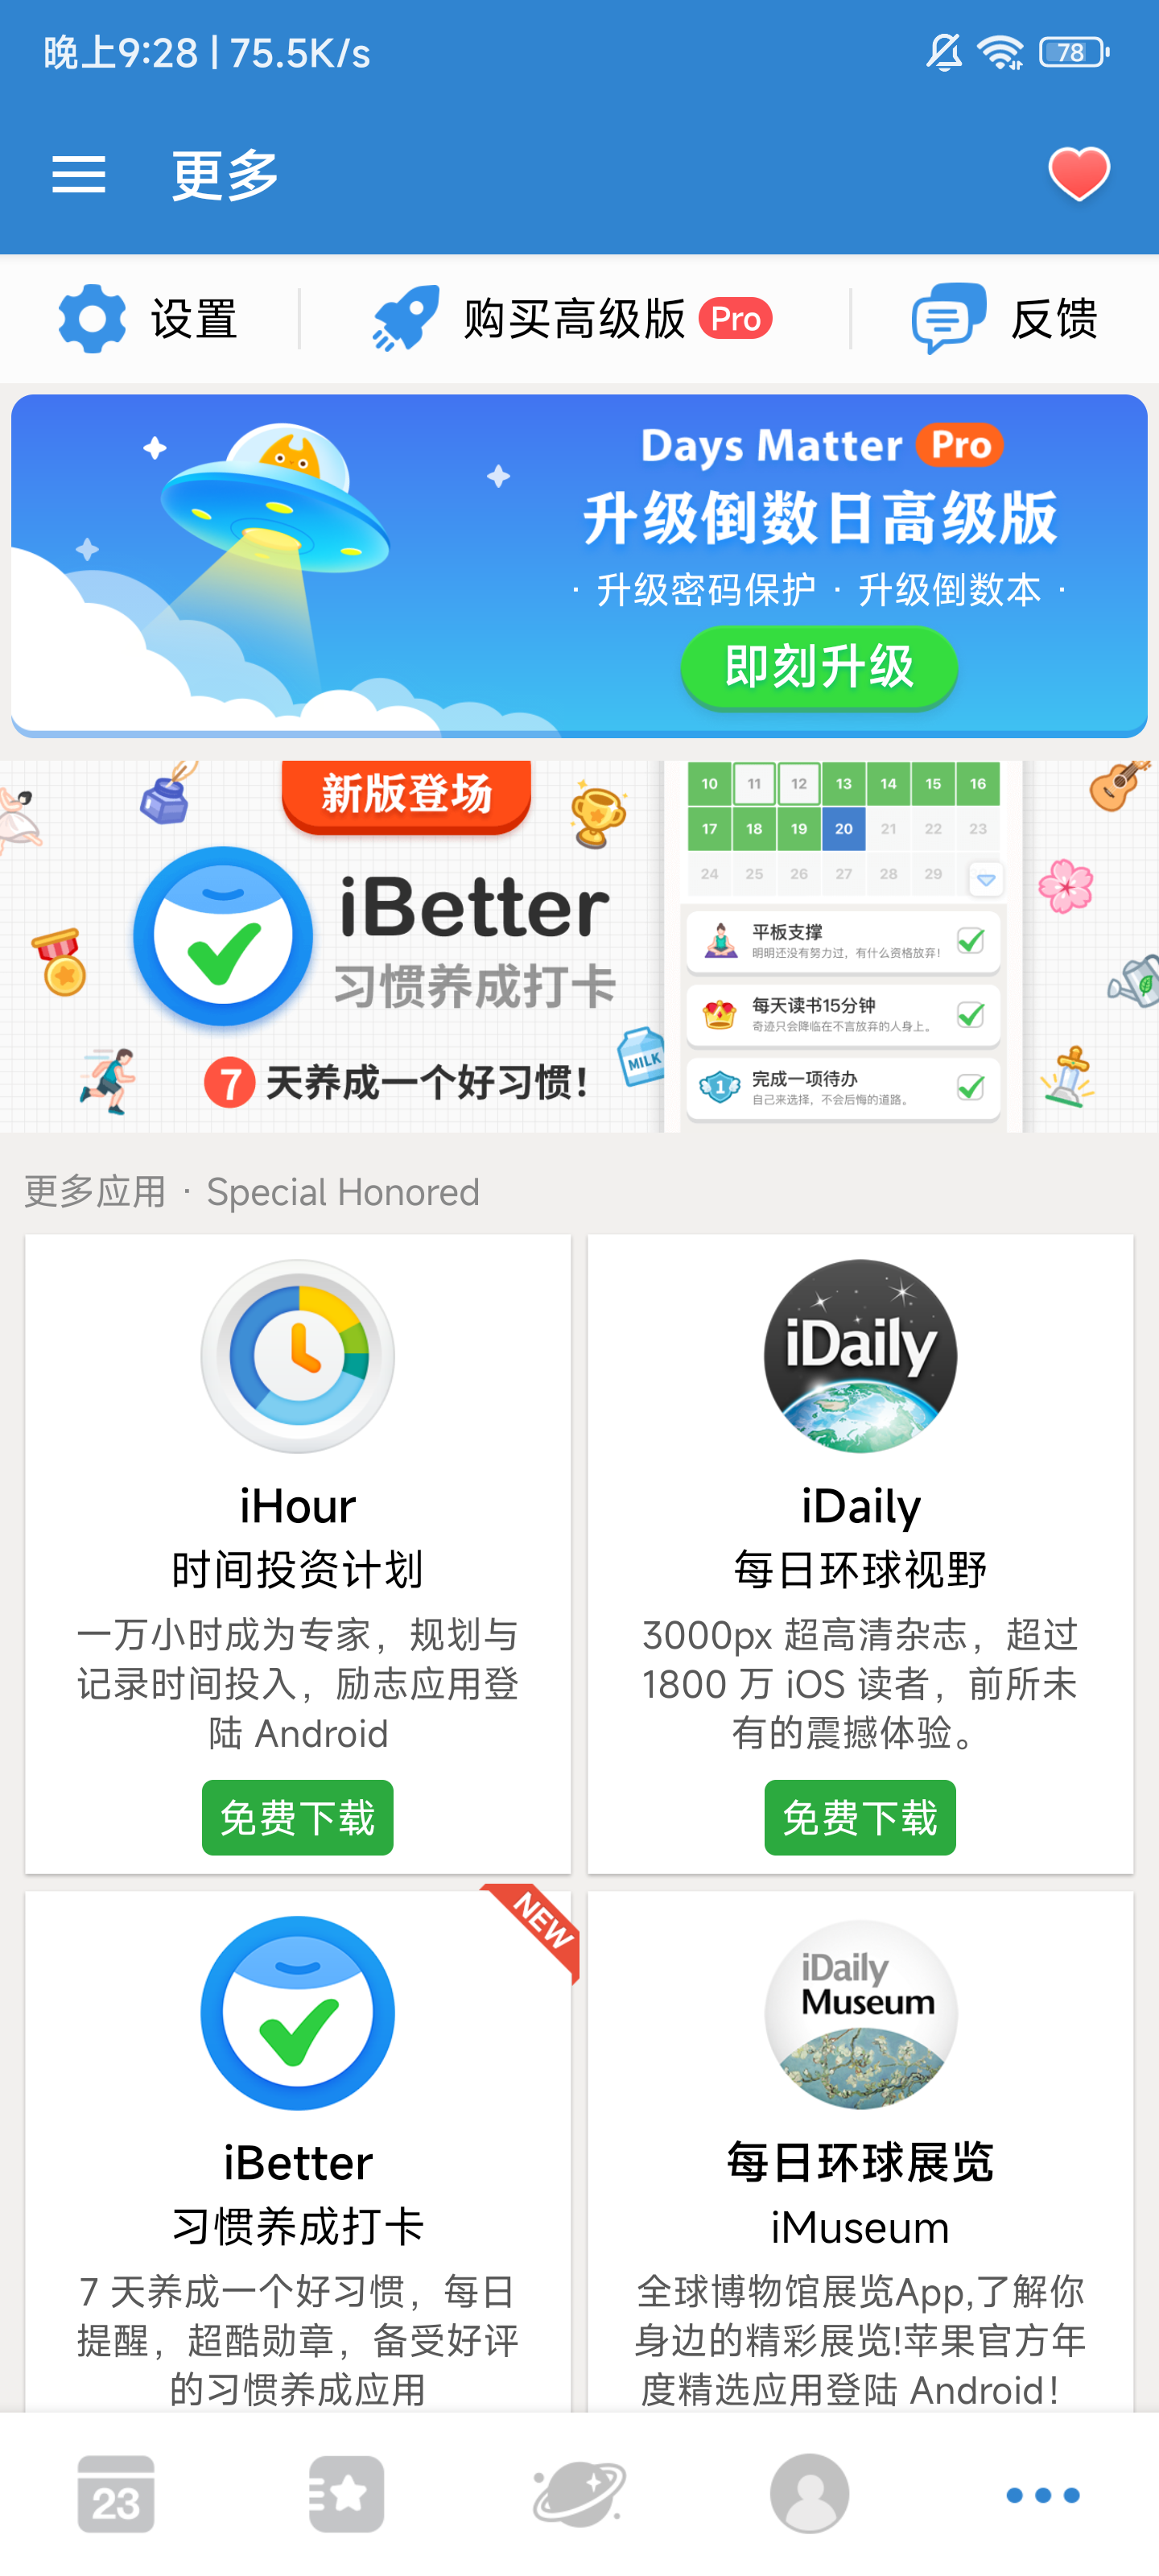 晚上9:28 | 75.5K/s
78
更多
设置
购买高级版 Pro
反馈
Days Matter Pro
升级倒数日高级版
· 升级密码保护 · 升级倒数本 ·
即刻升级
新版登场
iBetter
习惯养成打卡
7 天养成一个好习惯！
MILK
10 11 12 13 14 15 16
17 18 19 20 21 22 23
24 25 26 27 28 29
平板支撑
明明还没有努力过，有什么资格放弃！
每天读书15分钟
奇迹只会降临在不言放弃的人身上。
1
完成一项待办
自己来选择，不会后悔的道路。
更多应用 · Special Honored
iHour
时间投资计划
一万小时成为专家，规划与
记录时间投入，励志应用登
陆 Android
免费下载
iDaily
iDaily
每日环球视野
3000px 超高清杂志，超过
1800 万 iOS 读者，前所未
有的震撼体验。
免费下载
NEW
iBetter
习惯养成打卡
7 天养成一个好习惯，每日
提醒，超酷勋章，备受好评
的习惯养成应用
iDaily
Museum
每日环球展览
iMuseum
全球博物馆展览App,了解你
身边的精彩展览!苹果官方年
度精选应用登陆 Android！
23